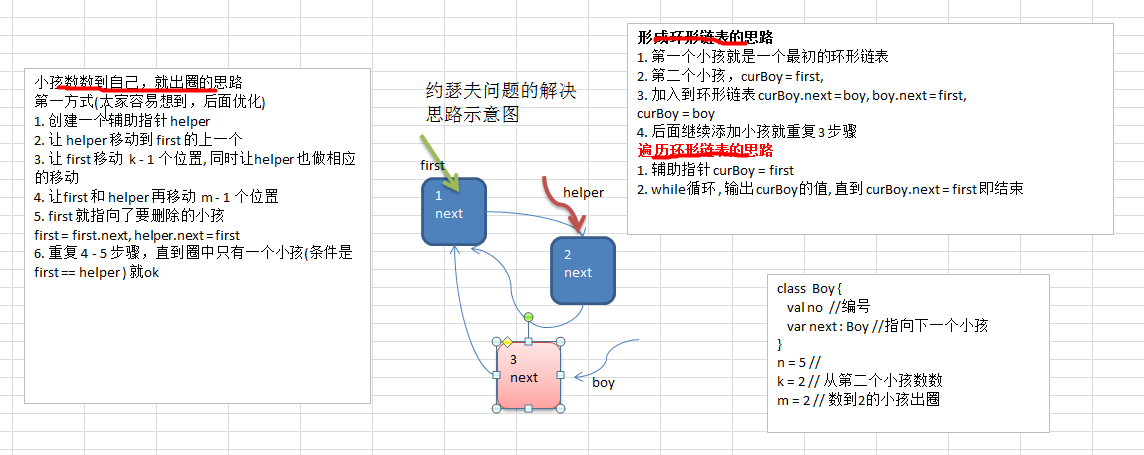 小孩数数到自己，就出圈的思路
第一方式(大家容易想到，后面优化)
1. 创建一个辅助指针 helper
2. 让 helper 移动到 first 的上一个
3. 让 first 移动 k - 1 个位置, 同时让helper 也做相应
的移动
4. 让first 和 helper 再移动 m - 1 个位置
5. first 就指向了要删除的小孩
first = first.next, helper.next = first
6. 重复 4 - 5 步骤，直到圈中只有一个小孩(条件是
first == helper ) 就ok
约瑟夫问题的解决
思路示意图
first
1
next
helper
2
next
3
next
boy
形成环形链表的思路
1. 第一个小孩就是一个最初的环形链表
2. 第二个小孩，curBoy = first,
3. 加入到环形链表 curBoy.next = boy, boy.next = first,
curBoy = boy
4. 后面继续添加小孩就重复 3 步骤
遍历环形链表的思路
1. 辅助指针 curBoy = first
2. while循环 , 输出 curBoy 的值, 直到 curBoy.next = first 即结束
class Boy {
val no //编号
var next : Boy //指向下一个小孩
}
n = 5 //
k = 2 // 从第二个小孩数数
m = 2 // 数到2的小孩出圈